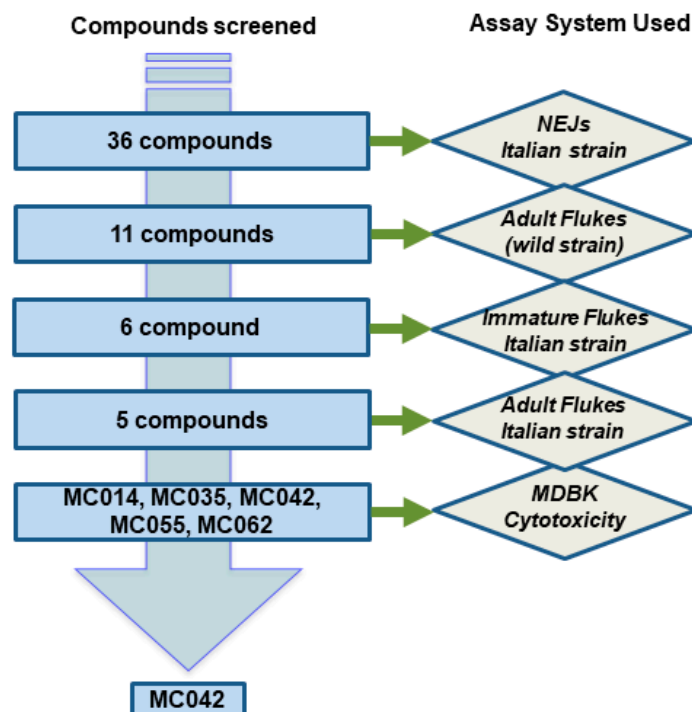 Compounds screened
Assay System Used
36 compounds
NEJs
Italian strain
11 compounds
Adult Flukes
(wild strain)
6 compound
Immature Flukes
Italian strain
5 compounds
Adult Flukes
Italian strain
MC014, MC035, MC042,
MC055, MC062
MDBK
Cytotoxicity
MC042